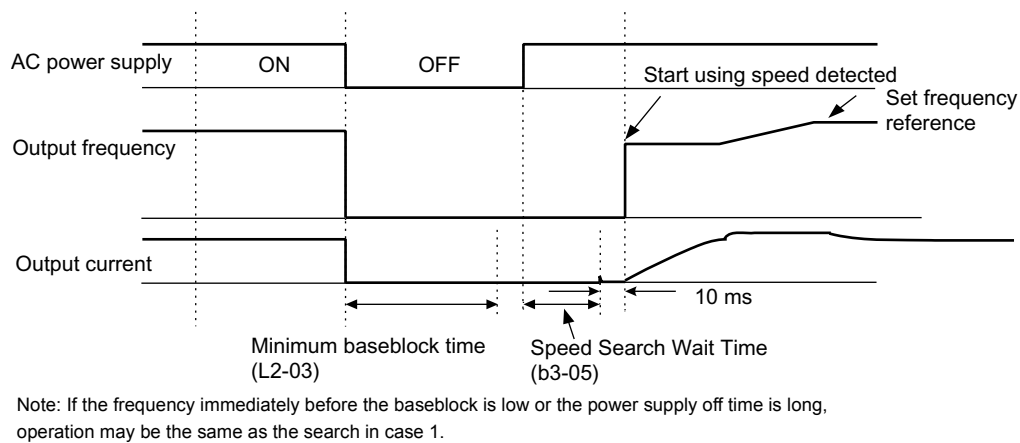 AC power supply
ON
OFF
Start using speed detected
Set frequency
reference
Output frequency
Output current
10 ms
Minimum baseblock time
(L2-03)
Speed Search Wait Time
(b3-05)
Note: If the frequency immediately before the baseblock is low or the power supply off time is long,
operation may be the same as the search in case 1.